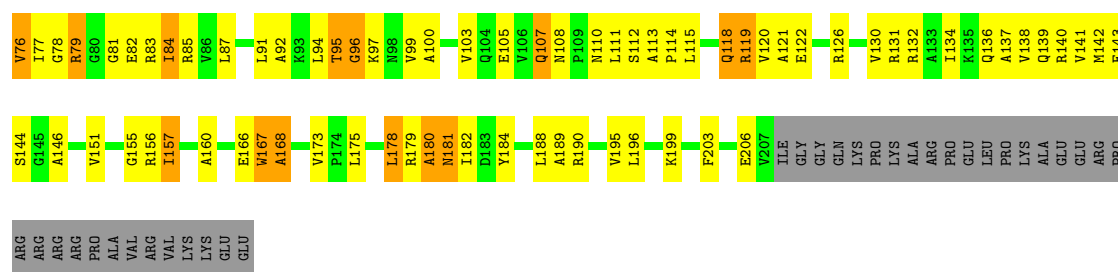 V76 I77 G78 R79 G80 G81 E82 R83 I84 R85 V86 L87 L91 A92 K93 L94 T95 G96 K97 N98 V99 A100 V103 Q104 E105 V106 Q107 N108 P109 N110 L111 S112 A113 P114 L115 Q118 R119 V120 A121 E122 R126 V130 R131 R132 A133 I134 K135 Q136 A137 V138 Q139 R140 V141 M142
S144 G145 A146 V151 G155 R156 I157 A160 E166 W167 A168 V173 P174 L175 L178 R179 A180 N181 I182 D183 Y184 L188 A189 R190 V195 L196 K199 F203 E206 V207 ILE GLY GLY GLN LYS PRO LYS ALA ARG PRO GLU LEU PRO LYS ALA GLU GLU ARG PRO
ARG ARG ARG ARG PRO ALA VAL ARG VAL LYS LYS GLU GLU